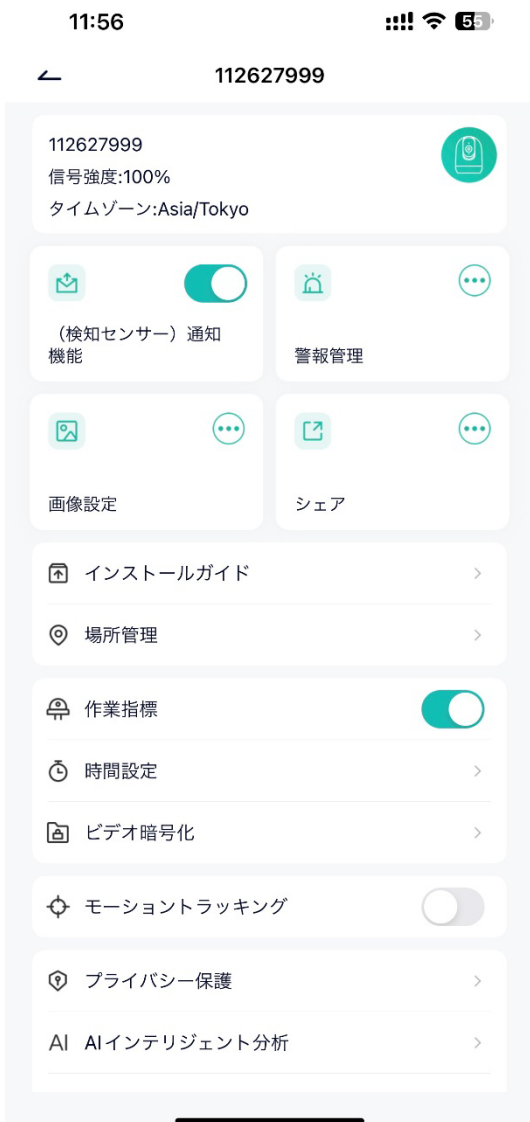 11:56
55
112627999
112627999
信号強度:100%
タイムゾーン:Asia/Tokyo
（検知センサー）通知
機能
警報管理
画像設定
シェア
インストールガイド
場所管理
作業指標
時間設定
ビデオ暗号化
モーショントラッキング
プライバシー保護
AI AIインテリジェント分析